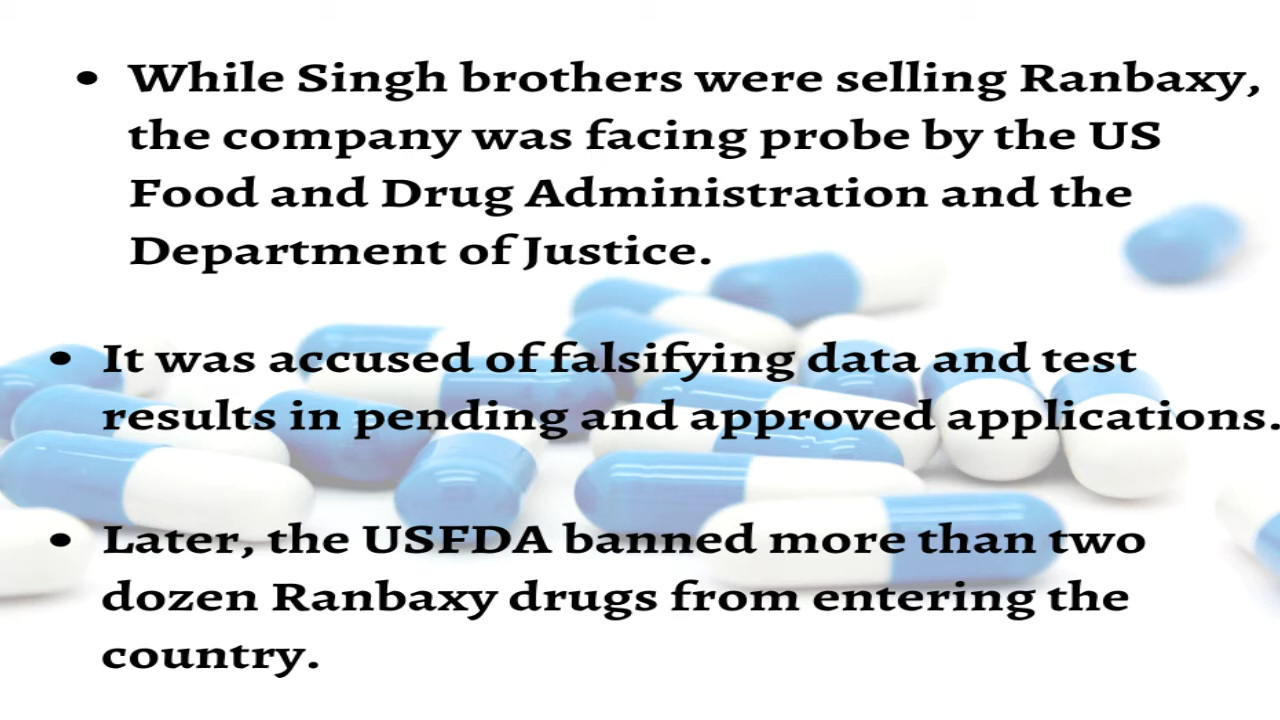 • While Singh brothers were selling Ranbaxy,
the company was facing probe by the US
Food and Drug Administration and the
Department of Justice.
• It was accused of falsifying data and test
results in pending and approved applications.
• Later, the USFDA banned more than two
dozen Ranbaxy drugs from entering the
country.